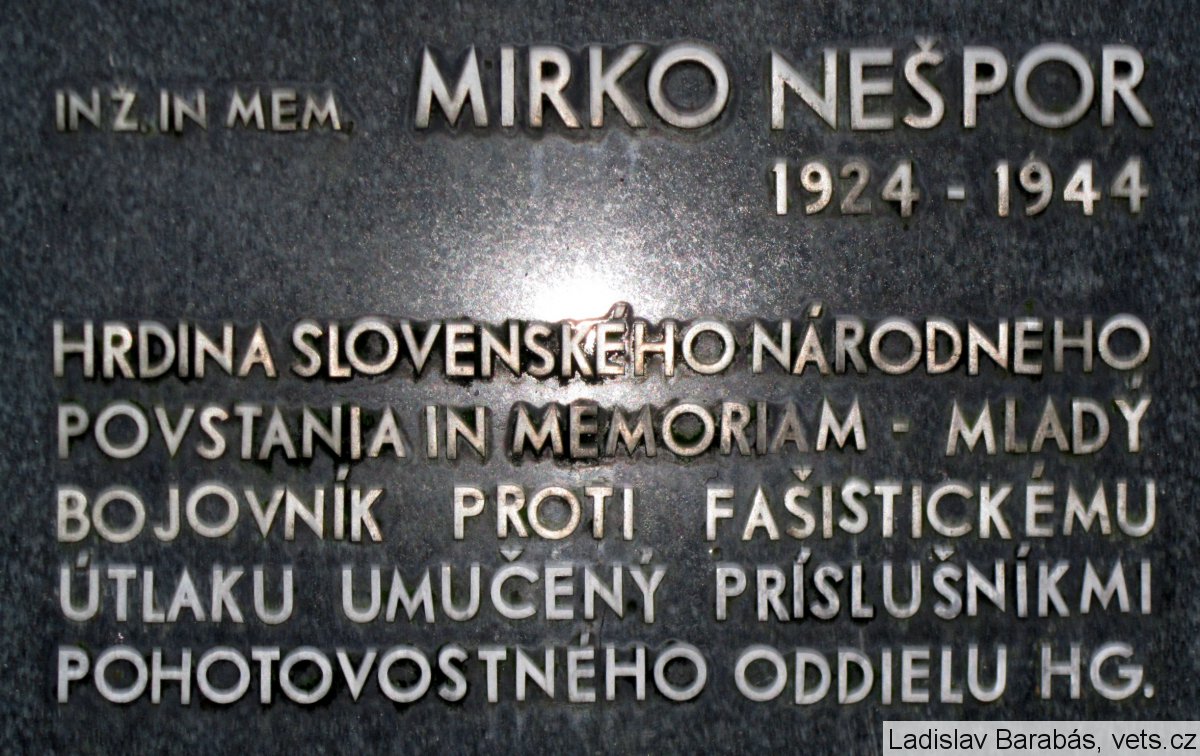 INŽ. IN MEM. MIRKO NEŠPOR
1924 - 1944
HRDINA SLOVENSKÉHO NÁRODNEHO
POVSTANIA IN MEMORIAM - MLADÝ
BOJOVNÍK PROTI FAŠISTICKÉMU
ÚTLAKU UMUČENÝ PRÍSLUŠNÍKMI
POHOTOVOSTNÉHO ODDIELU HG.
Ladislav Barabás, vets.cz